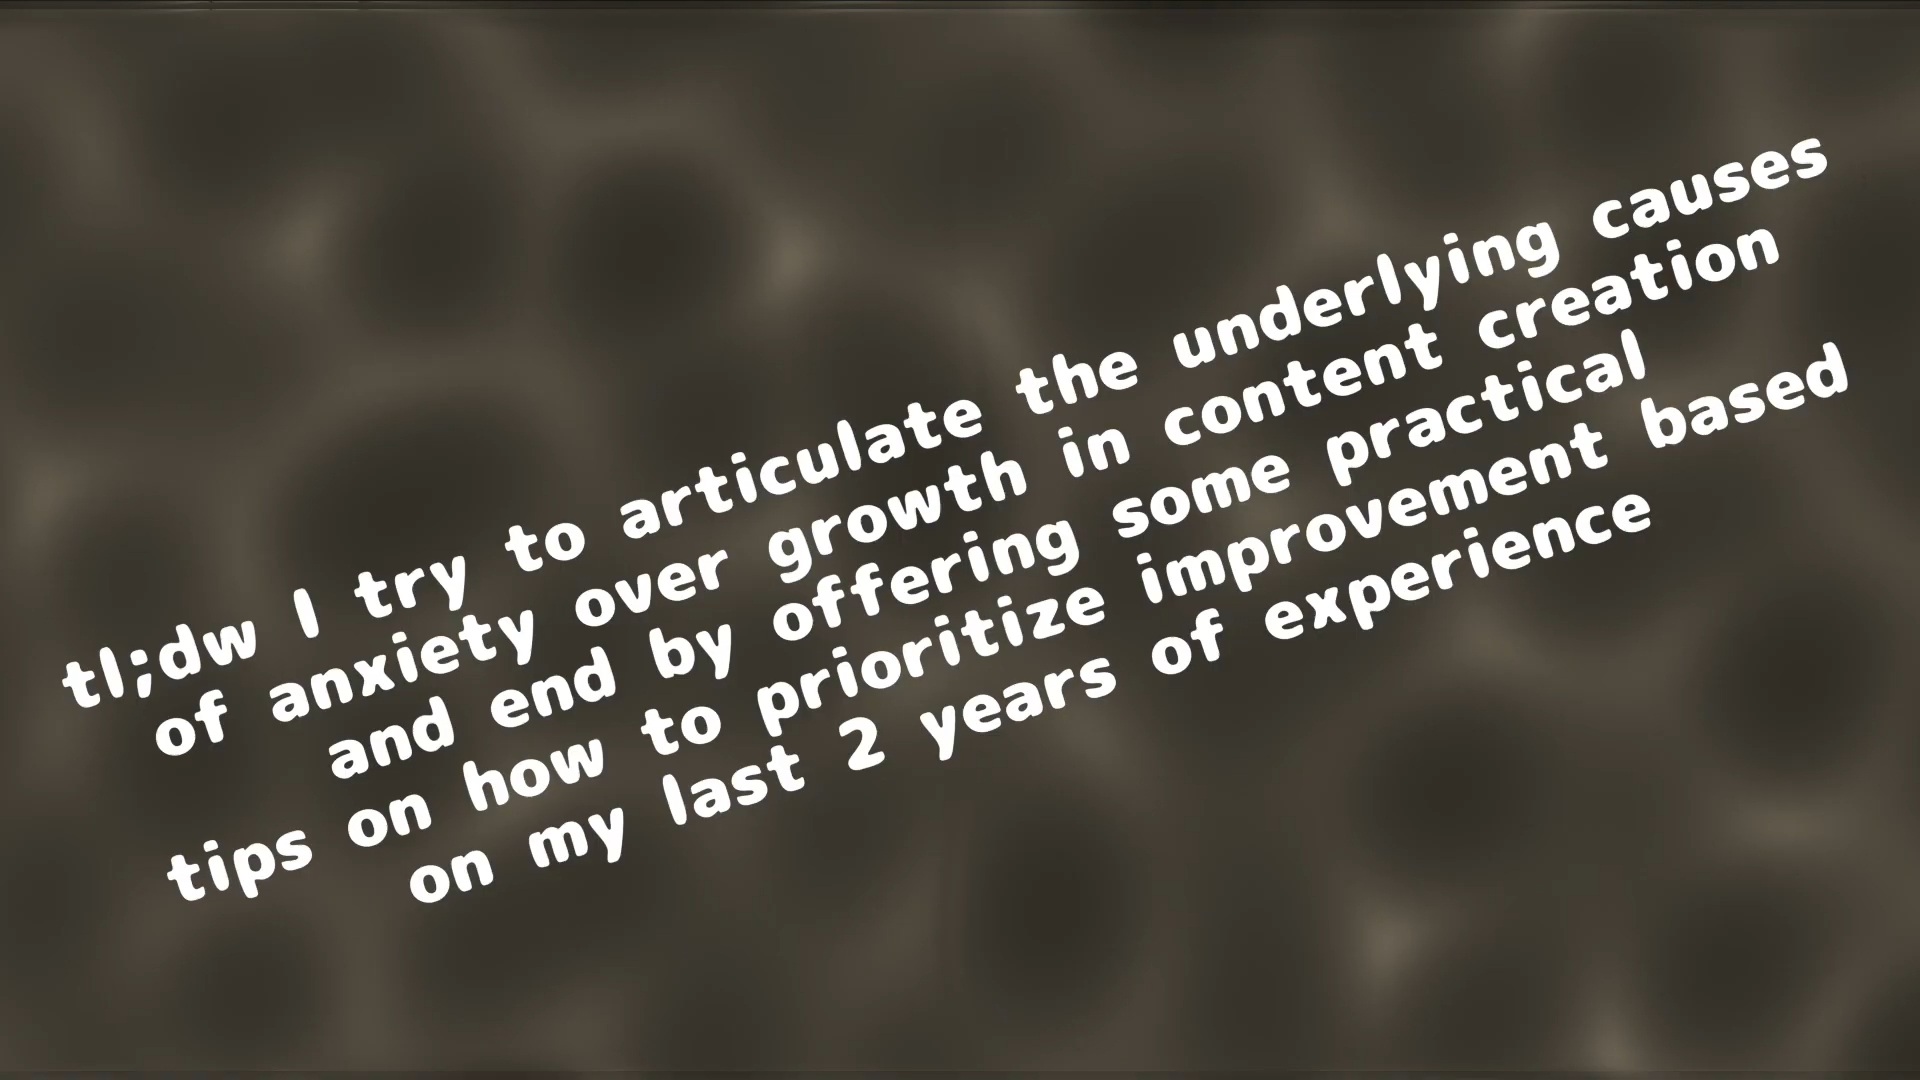 tl;dw I try to articulate the underlying causes
of anxiety over growth in content creation
and end by offering some practical
tips on how to prioritize improvement based
on my last 2 years of experience